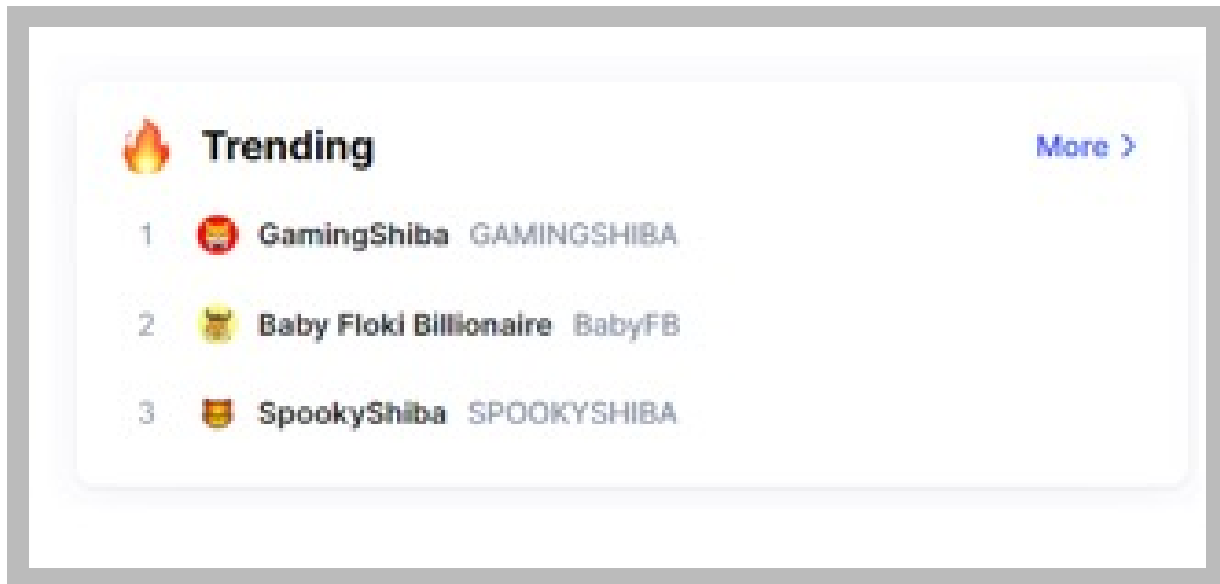 Trending
More >
1 GamingShiba GAMINGSHIBA
2 Baby Floki Billionaire BabyFB
3 SpookyShiba SPOOKYSHIBA